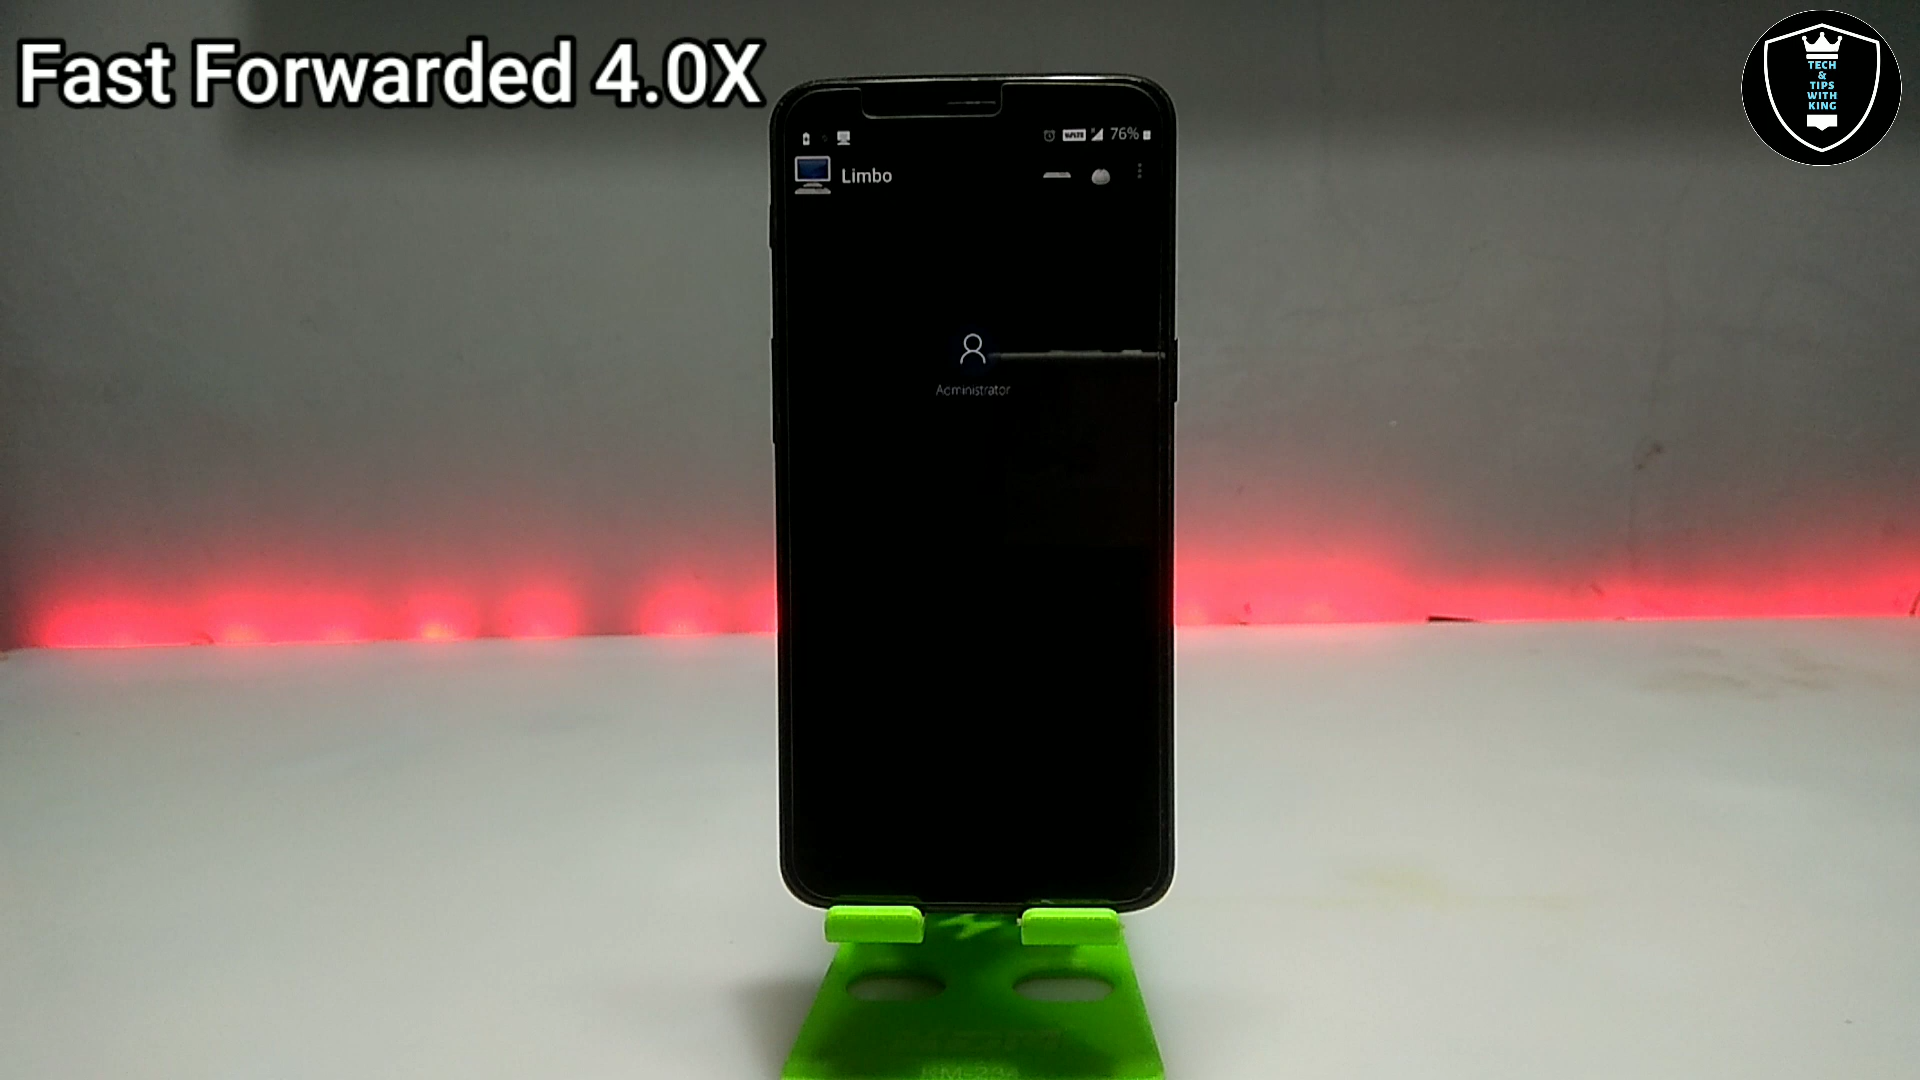 Fast Forwarded 4.0X
TECH
&
TIPS
WITH
KING
76%
Limbo
Administrator